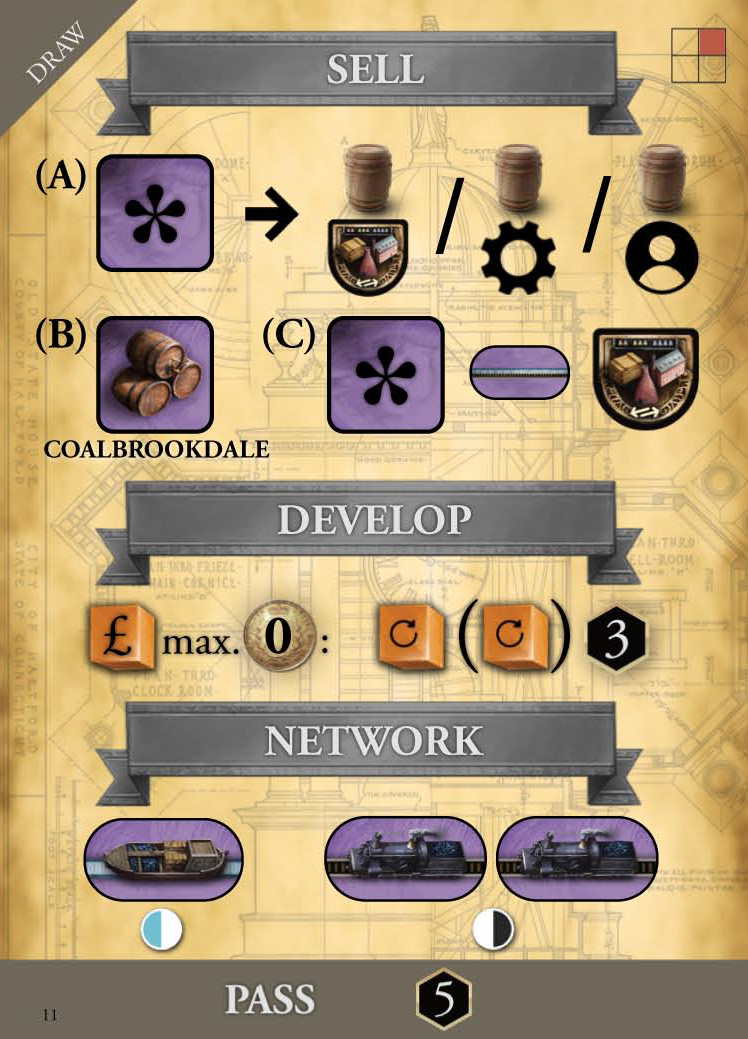 DRAW
SELL
(A)
/
/
(B)
(C)
COALBROOKDALE
DEVELOP
£ max. 0 : ( ) 3
NETWORK
PASS 5
11